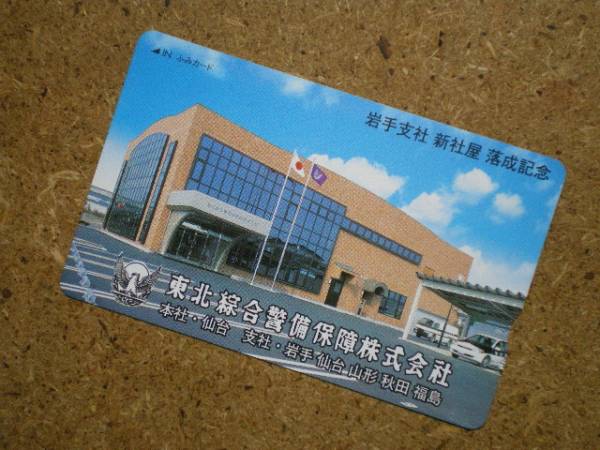 ◢IN ふみカード
岩手支社 新社屋 落成記念
東北綜合警備保障株式会社
本社・仙台 支社・岩手 仙台 山形 秋田 福島